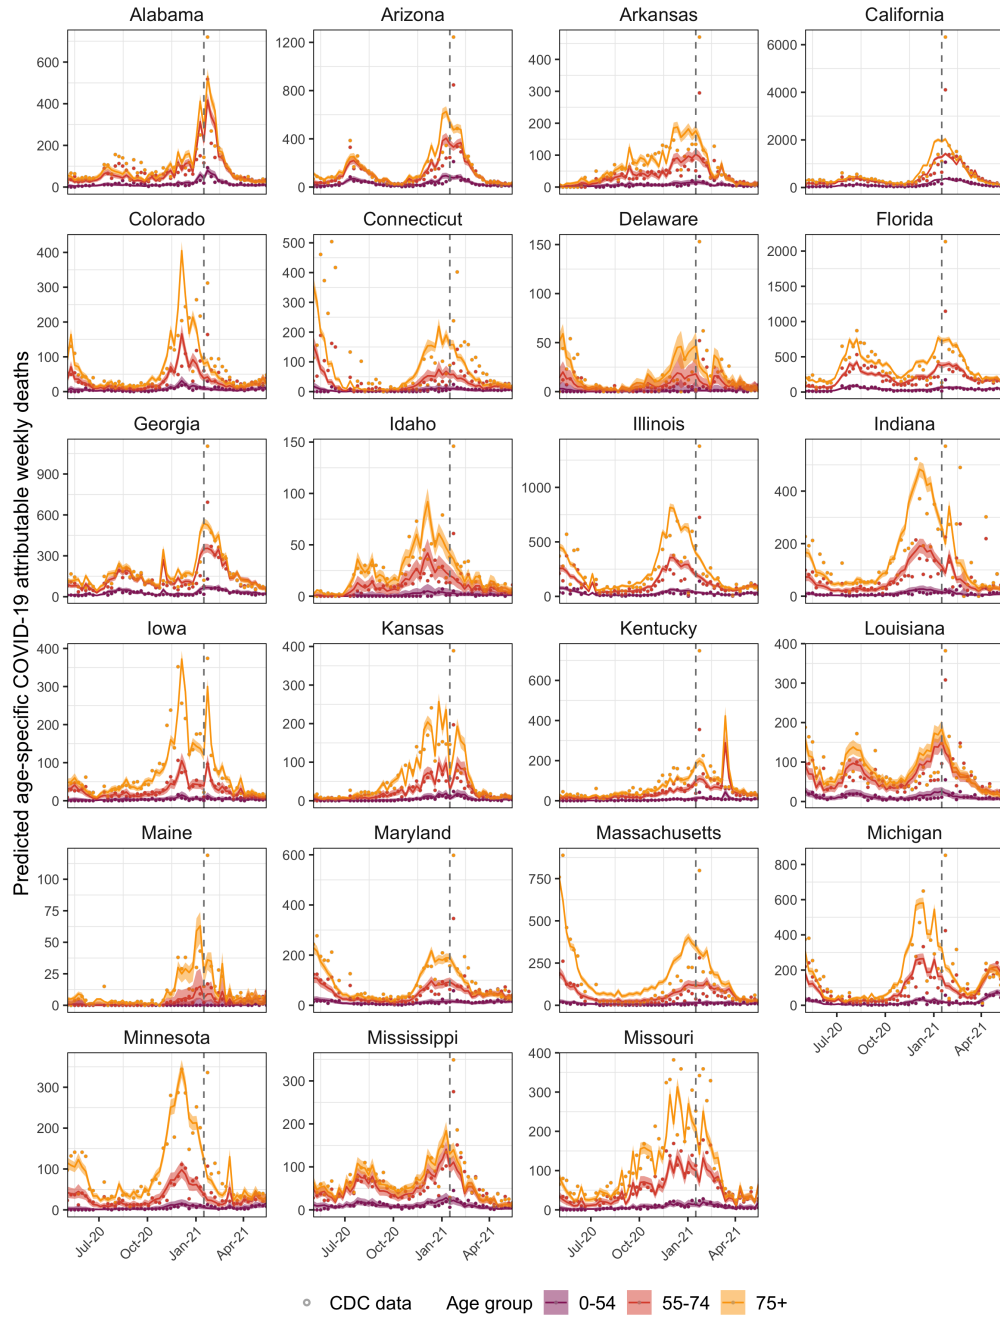 Predicted age-specific COVID-19 attributable weekly deaths
Alabama
Arizona
Arkansas
California
600
400
200
0
1200
800
400
0
400
300
200
100
0
6000
4000
2000
0
Colorado
Connecticut
Delaware
Florida
400
300
200
100
0
500
400
300
200
100
0
150
100
50
0
2000
1500
1000
500
0
Georgia
Idaho
Illinois
Indiana
900
600
300
0
150
100
50
0
1000
500
0
400
200
0
Iowa
Kansas
Kentucky
Louisiana
400
300
200
100
0
400
300
200
100
0
600
400
200
0
400
300
200
100
0
Maine
Maryland
Massachusetts
Michigan
100
75
50
25
0
600
400
200
0
750
500
250
0
800
600
400
200
0
Jul-20
Oct-20
Jan-21
Apr-21
Minnesota
Mississippi
Missouri
300
200
100
0
300
200
100
0
400
300
200
100
0
Jul-20
Oct-20
Jan-21
Apr-21
Jul-20
Oct-20
Jan-21
Apr-21
Jul-20
Oct-20
Jan-21
Apr-21
CDC data
Age group
0-54
55-74
75+